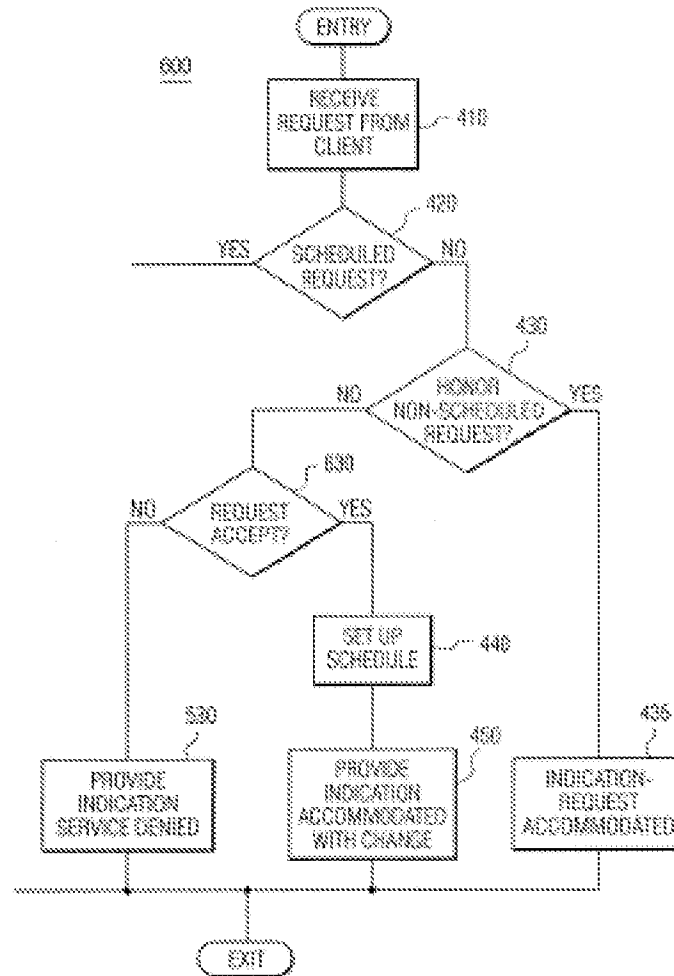 ENTRY
600
RECEIVE
REQUEST FROM
CLIENT
410
420
YES
SCHEDULED
REQUEST?
NO
430
NO
HONOR
NON-SCHEDULED
REQUEST?
YES
630
NO
REQUEST
ACCEPT?
YES
SET UP
SCHEDULE
440
530
PROVIDE
INDICATION
SERVICE DENIED
450
PROVIDE
INDICATION
ACCOMMODATED
WITH CHANGE
435
INDICATION-
REQUEST
ACCOMMODATED
EXIT